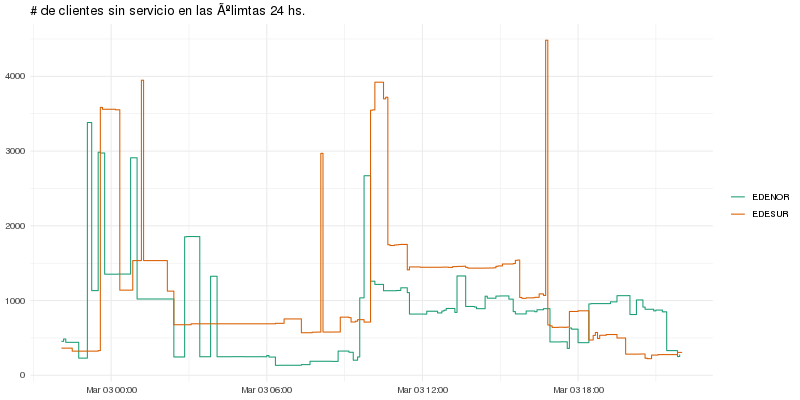 # de clientes sin servicio en las Ãºlimtas 24 hs.
4000
3000
2000
1000
0
Mar 03 00:00
Mar 03 06:00
Mar 03 12:00
Mar 03 18:00
EDENOR
EDESUR